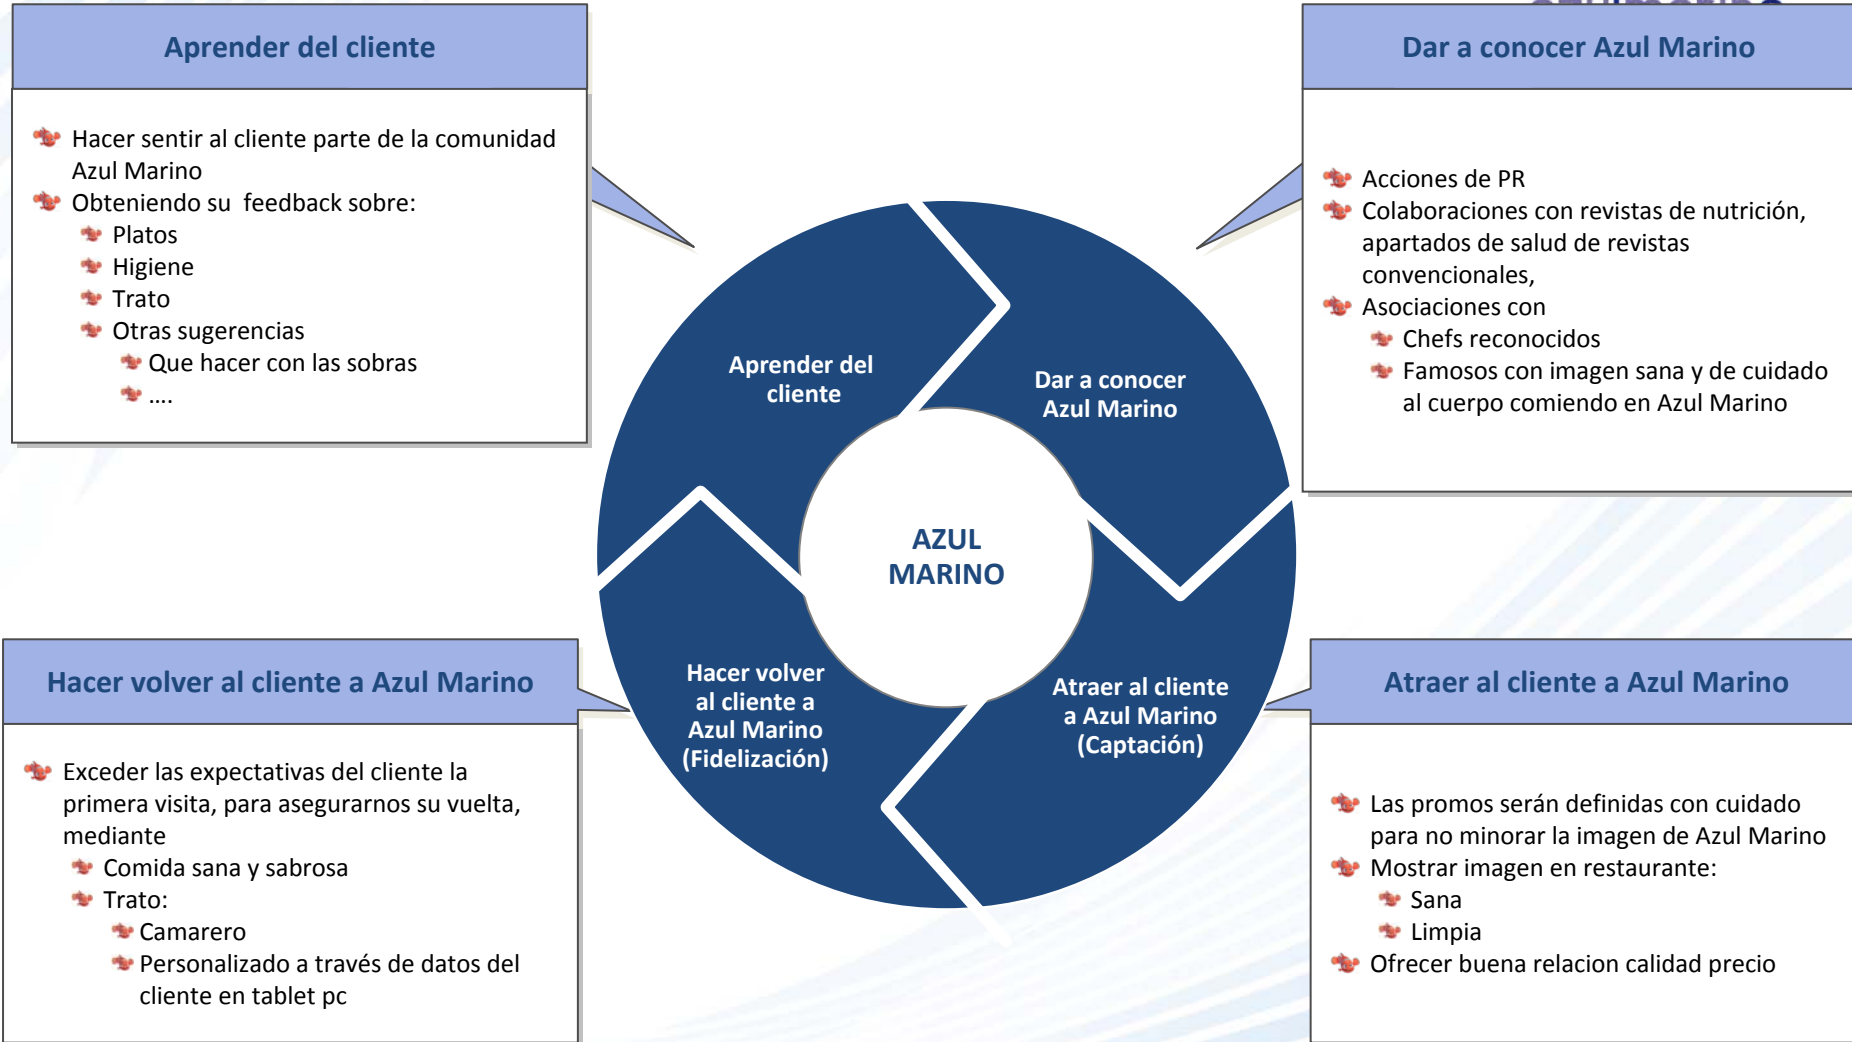 Aprender del cliente
Hacer sentir al cliente parte de la comunidad
Azul Marino
Obteniendo su feedback sobre:
Platos
Higiene
Trato
Otras sugerencias
Que hacer con las sobras
....
Dar a conocer Azul Marino
Acciones de PR
Colaboraciones con revistas de nutrición,
apartados de salud de revistas
convencionales,
Asociaciones con
Chefs reconocidos
Famosos con imagen sana y de cuidado
al cuerpo comiendo en Azul Marino
Aprender del
cliente
Dar a conocer
Azul Marino
AZUL
MARINO
Hacer volver
al cliente a
Azul Marino
(Fidelización)
Atraer al cliente
a Azul Marino
(Captación)
Hacer volver al cliente a Azul Marino
Exceder las expectativas del cliente la
primera visita, para asegurarnos su vuelta,
mediante
Comida sana y sabrosa
Trato:
Camarero
Personalizado a través de datos del
cliente en tablet pc
Atraer al cliente a Azul Marino
Las promos serán definidas con cuidado
para no minorar la imagen de Azul Marino
Mostrar imagen en restaurante:
Sana
Limpia
Ofrecer buena relacion calidad precio